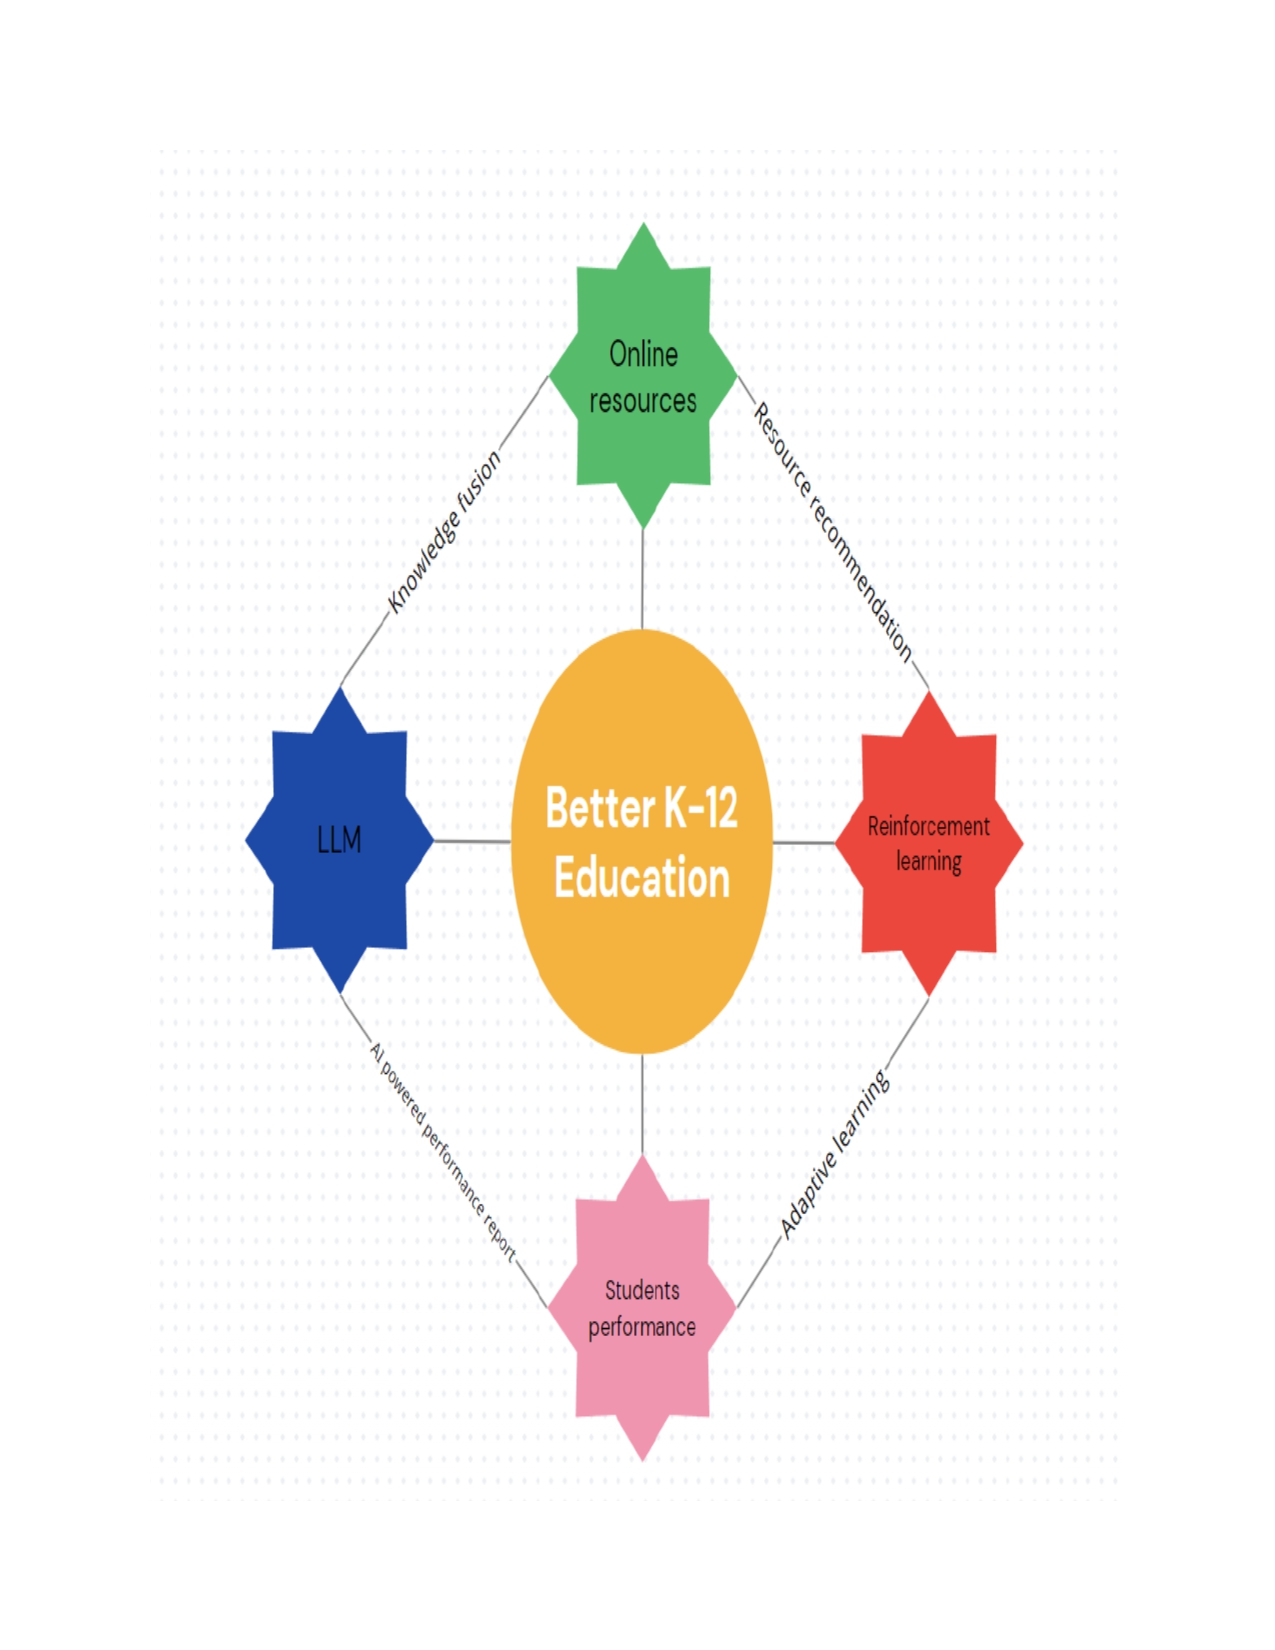 Online
resources
Knowledge fusion
Resource recommendation
LLM
Better K-12
Education
Reinforcement
learning
AI powered performance report
Adaptive learning
Students
performance